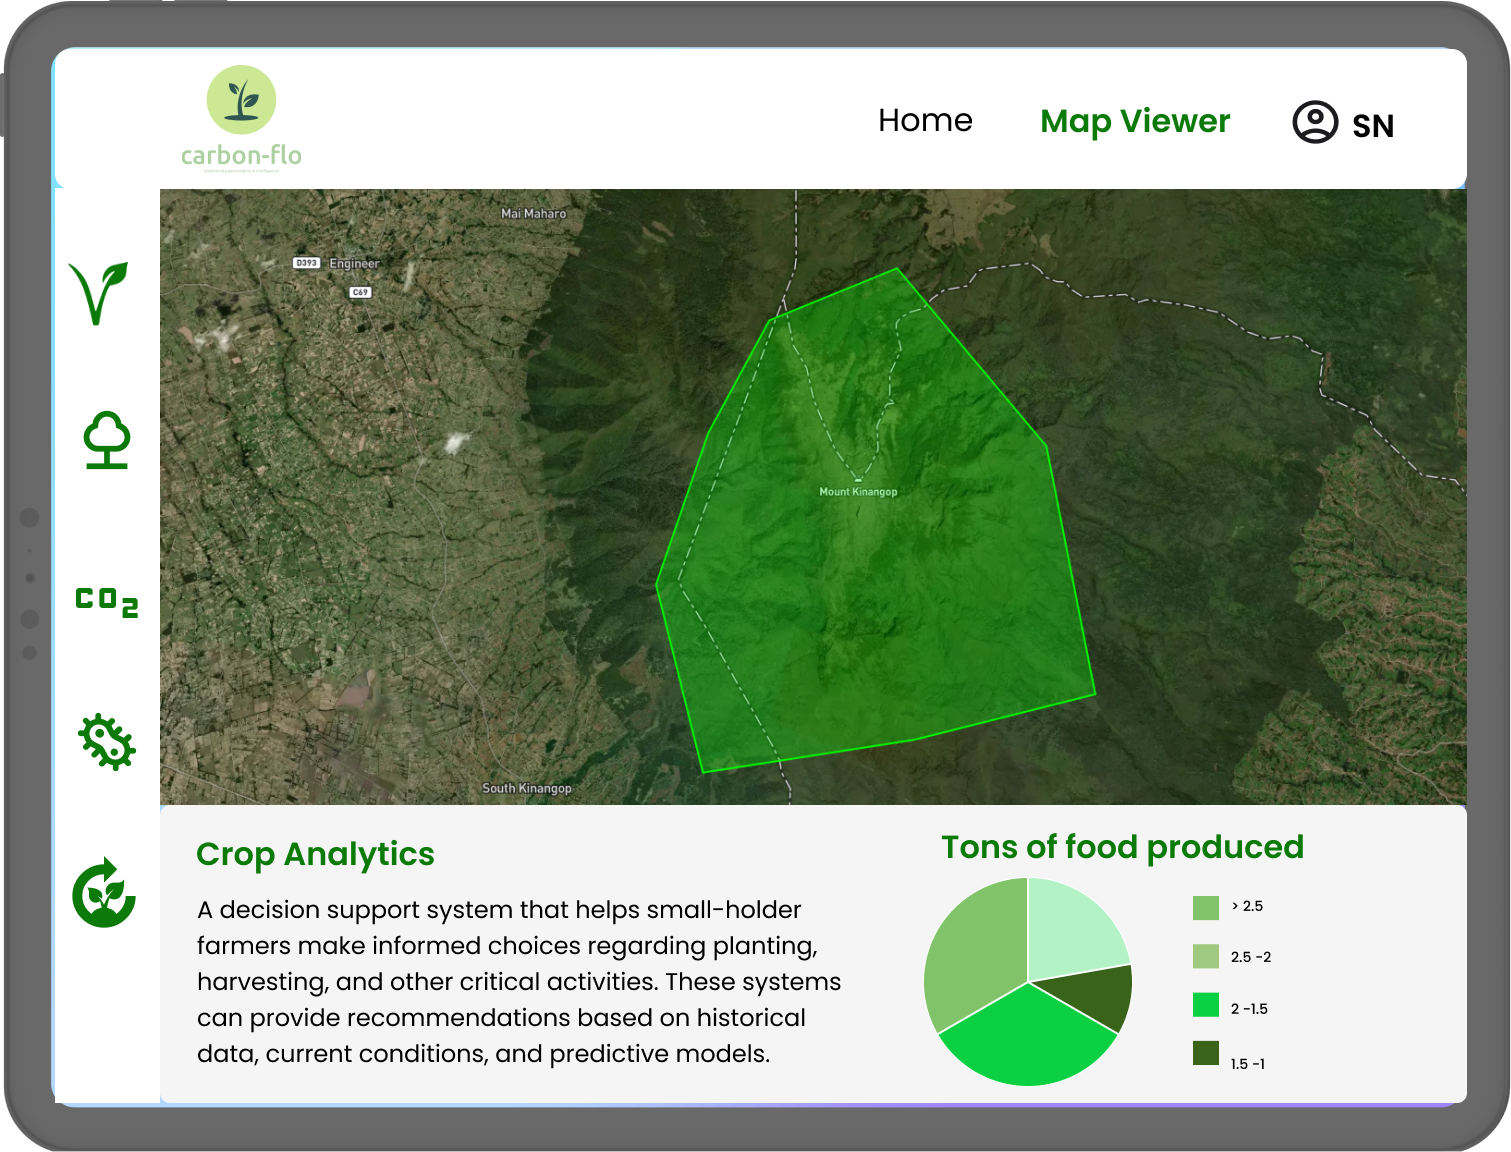 carbon-flo
Home
Map Viewer
SN
Mai Maharo
D393
Engineer
C69
Mount Kinangop
South Kinangop
CO2
Crop Analytics
A decision support system that helps small-holder
farmers make informed choices regarding planting,
harvesting, and other critical activities. These systems
can provide recommendations based on historical
data, current conditions, and predictive models.
Tons of food produced
> 2.5
2.5 -2
2 -1.5
1.5 -1